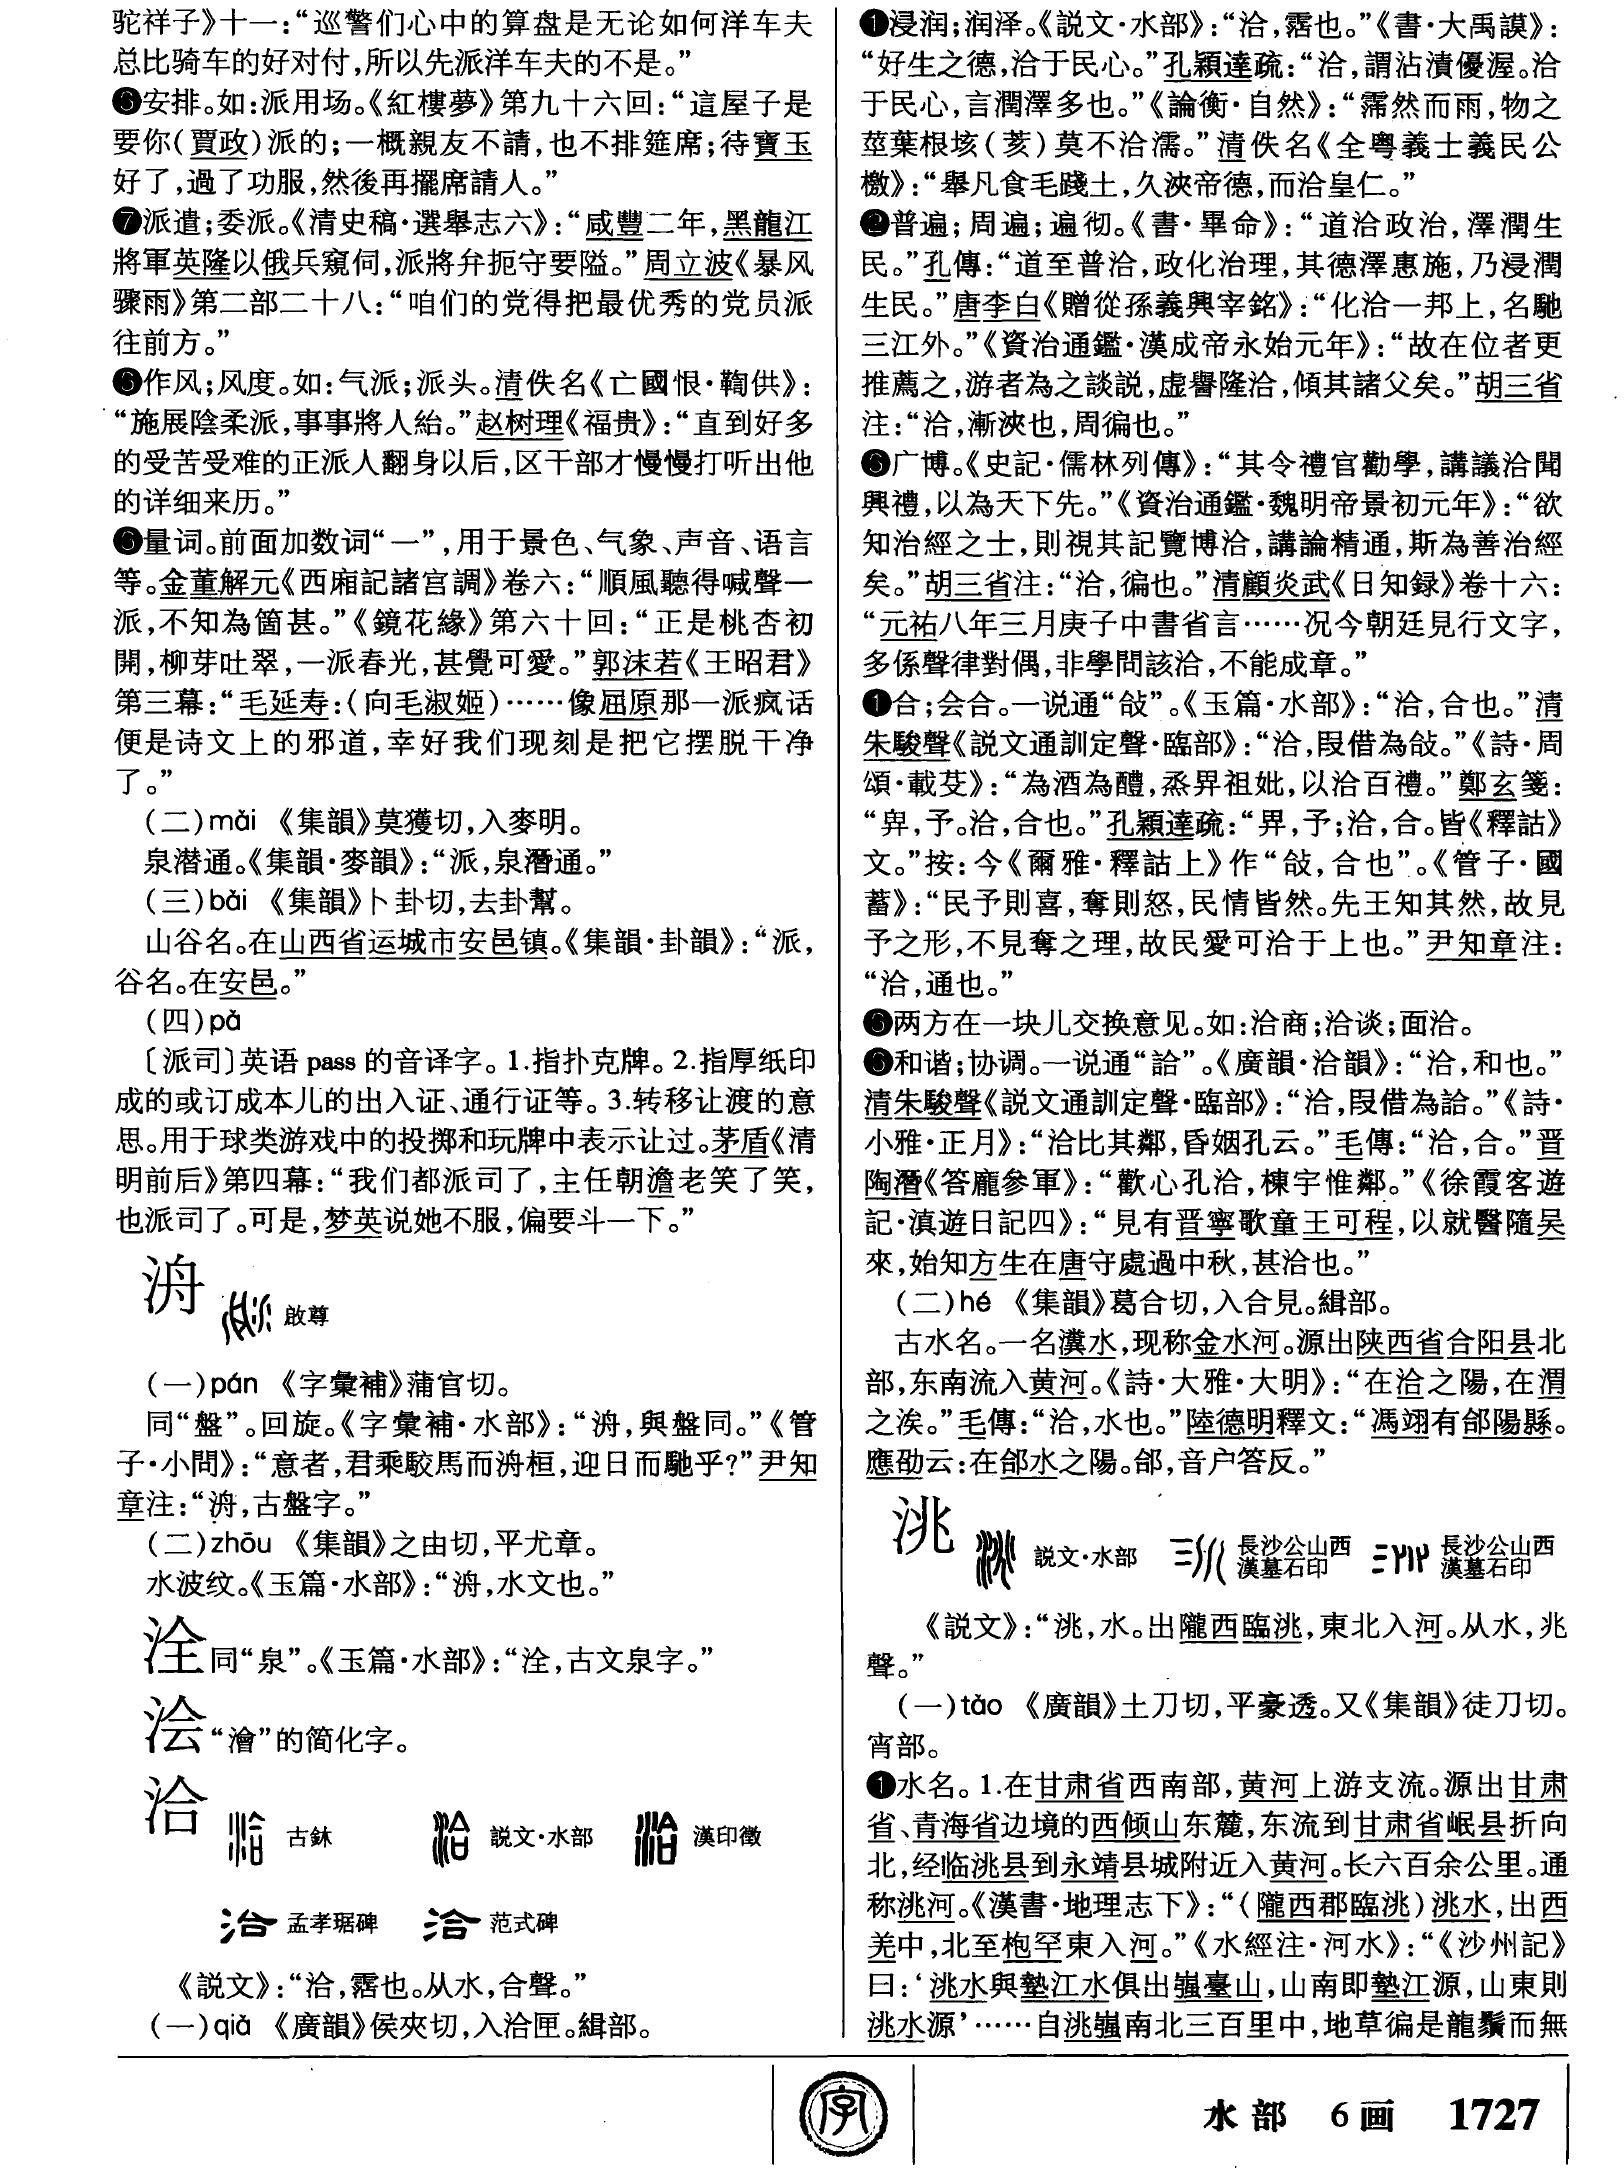 驼祥子》十一：“巡警们心中的算盘是无论如何洋车夫
总比骑车的好对付，所以先派洋车夫的不是。”
安排。如：派用场。《紅樓夢》第九十六回：“這屋子是
要你（賈政）派的；一概親友不請，也不排筵席；待寶玉
好了，過了功服，然後再擺席請人。”
❼派遣；委派。《清史稿·選舉志六》：“咸豐二年，黑龍江
將軍英隆以俄兵窺伺，派將弁扼守要隘。”周立波《暴风
骤雨》第二部二十八：“咱们的党得把最优秀的党员派
往前方。”
作风；风度。如：气派；派头。清佚名《亡國恨·鞫供》：
“施展陰柔派，事事將人紿。”赵树理《福贵》：“直到好多
的受苦受难的正派人翻身以后，区干部才慢慢打听出他
的详细来历。”
量词。前面加数词“一”，用于景色、气象、声音、语言
等。金董解元《西廂記諸宫調》卷六：“順風聽得喊聲一
派，不知為箇甚。”《鏡花緣》第六十回：“正是桃杏初
開，柳芽吐翠，一派春光，甚覺可愛。”郭沫若《王昭君》
第三幕：“毛延寿：（向毛淑姬）……像屈原那一派疯话
便是诗文上的邪道，幸好我们现刻是把它摆脱干净
了。”
（二）mài 《集韻》莫獲切，入麥明。
泉潜通。《集韻·麥韻》：“派，泉潛通。”
（三）bài 《集韻》卜卦切，去卦幫。
山谷名。在山西省运城市安邑镇。《集韻·卦韻》：“派，
谷名。在安邑。”
（四）pā
〔派司〕英语 pass 的音译字。1.指扑克牌。2.指厚纸印
成的或订成本儿的出入证、通行证等。3.转移让渡的意
思。用于球类游戏中的投掷和玩牌中表示让过。茅盾《清
明前后》第四幕：“我们都派司了，主任朝澹老笑了笑，
也派司了。可是，梦英说她不服，偏要斗一下。”
洀 啟尊
（一）pán 《字彙補》蒲官切。
同“盤”。回旋。《字彙補·水部》：“洀，與盤同。”《管
子·小問》：“意者，君乘駮馬而洀桓，迎日而馳乎？”尹知
章注：“洀，古盤字。”
（二）zhōu 《集韻》之由切，平尤章。
水波纹。《玉篇·水部》：“洀，水文也。”
洤同“泉”。《玉篇·水部》：“洤，古文泉字。”
浍“澮”的简化字。
洽 古鉥 説文·水部 漢印徵
孟孝琚碑 范式碑
《説文》：“洽，霑也。从水，合聲。”
（一）qià 《廣韻》侯夾切，入洽匣。緝部。
❶浸润；润泽。《説文·水部》：“洽，霑也。”《書·大禹謨》：
“好生之德，洽于民心。”孔穎達疏：“洽，謂沾漬優渥。洽
于民心，言潤澤多也。”《論衡·自然》：“霈然而雨，物之
莖葉根垓（荄）莫不洽濡。”清佚名《全粤義士義民公
檄》：“舉凡食毛踐土，久浹帝德，而洽皇仁。”
❷普遍；周遍；遍彻。《書·畢命》：“道洽政治，澤潤生
民。”孔傳：“道至普洽，政化治理，其德澤惠施，乃浸潤
生民。”唐李白《贈從孫義興宰銘》：“化洽一邦上，名馳
三江外。”《資治通鑑·漢成帝永始元年》：“故在位者更
推薦之，游者為之談説，虚譽隆洽，傾其諸父矣。”胡三省
注：“洽，漸浹也，周徧也。”
❸广博。《史記·儒林列傳》：“其令禮官勸學，講議洽聞
興禮，以為天下先。”《資治通鑑·魏明帝景初元年》：“欲
知治經之士，則視其記覽博洽，講論精通，斯為善治經
矣。”胡三省注：“洽，徧也。”清顧炎武《日知録》卷十六：
“元祐八年三月庚子中書省言……况今朝廷見行文字，
多係聲律對偶，非學問該洽，不能成章。”
合；会合。一说通“敆”。《玉篇·水部》：“洽，合也。”清
朱駿聲《説文通訓定聲·臨部》：“洽，叚借為敆。”《詩·周
頌·載芟》：“為酒為醴，烝畀祖妣，以洽百禮。”鄭玄箋：
“畀，予。洽，合也。”孔穎達疏：“畀，予；洽，合。皆《釋詁》
文。”按：今《爾雅·釋詁上》作“敆，合也”。《管子·國
蓄》：“民予則喜，奪則怒，民情皆然。先王知其然，故見
予之形，不見奪之理，故民愛可洽于上也。”尹知章注：
“洽，通也。”
两方在一块儿交换意见。如：洽商；洽谈；面洽。
和谐；协调。一说通“詥”。《廣韻·洽韻》：“洽，和也。”
清朱駿聲《説文通訓定聲·臨部》：“洽，叚借為詥。”《詩·
小雅·正月》：“洽比其鄰，昏姻孔云。”毛傳：“洽，合。”晋
陶潛《答龐參軍》：“歡心孔洽，棟宇惟鄰。”《徐霞客遊
記·滇遊日記四》：“見有晋寧歌童王可程，以就醫隨吴
來，始知方生在唐守處過中秋，甚洽也。”
（二）hé 《集韻》葛合切，入合見。緝部。
古水名。一名瀵水，现称金水河。源出陕西省合阳县北
部，东南流入黄河。《詩·大雅·大明》：“在洽之陽，在渭
之涘。”毛傳：“洽，水也。”陸德明釋文：“馮翊有郃陽縣。
應劭云：在郃水之陽。郃，音户答反。”
洮 説文·水部 長沙公山西漢墓石印 長沙公山西漢墓石印
《説文》：“洮，水。出隴西臨洮，東北入河。从水，兆
聲。”
（一）táo 《廣韻》土刀切，平豪透。又《集韻》徒刀切。
宵部。
❶水名。1.在甘肃省西南部，黄河上游支流。源出甘肃
省、青海省边境的西倾山东麓，东流到甘肃省岷县折向
北，经临洮县到永靖县城附近入黄河。长六百余公里。通
称洮河。《漢書·地理志下》：“（隴西郡臨洮）洮水，出西
羌中，北至枹罕東入河。”《水經注·河水》：“《沙州記》
曰：‘洮水與墊江水俱出嵹臺山，山南即墊江源，山東則
洮水源’……自洮嵹南北三百里中，地草徧是龍鬚而無
字
水部 6画 1727